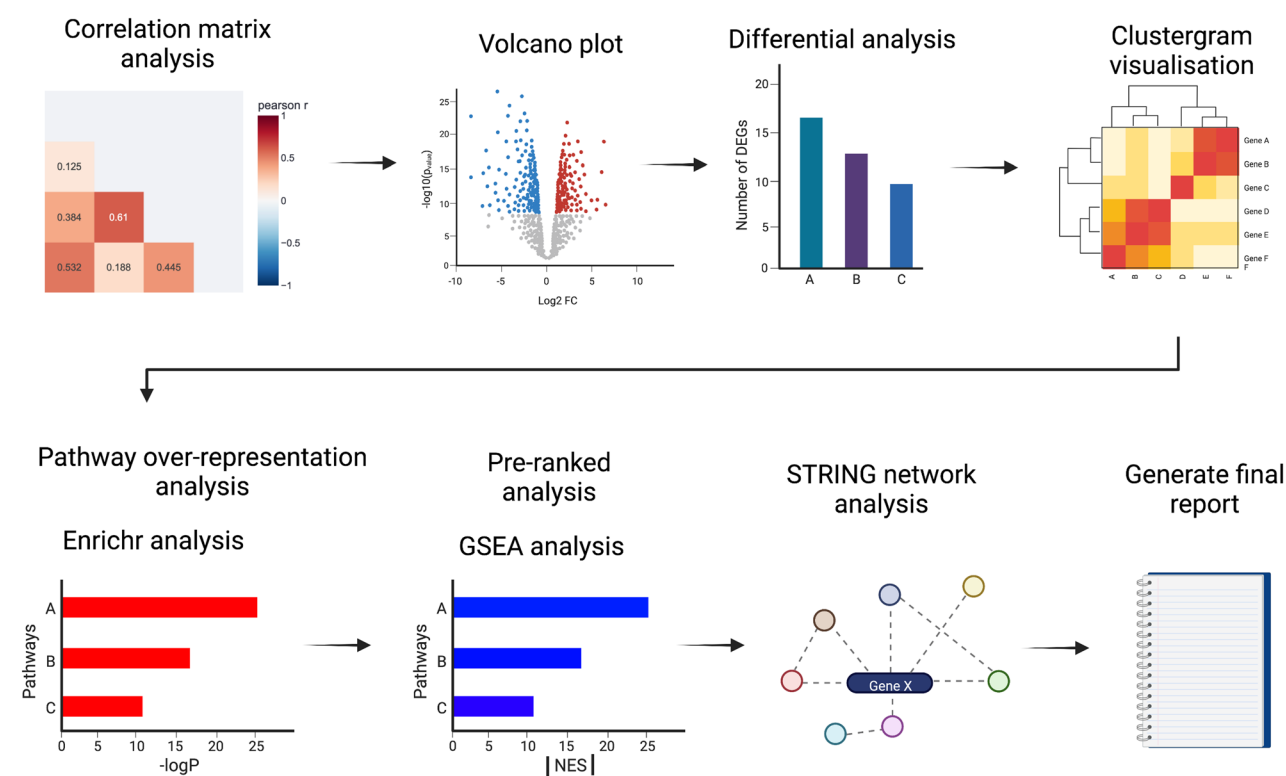 Correlation matrix
analysis
pearson r
1
0.5
0
−0.5
−1
0.125
0.384
0.61
0.532
0.188
0.445
Volcano plot
-log10(pvalue)
25
20
15
10
5
0
-10
-5
0
5
10
Log2 FC
Differential analysis
Number of DEGs
20
15
10
5
0
A
B
C
Clustergram
visualisation
Gene A
Gene B
Gene C
Gene D
Gene E
Gene F
F
A
B
C
D
E
F
Pathway over-representation
analysis
Enrichr analysis
Pathways
A
B
C
0
5
10
15
20
25
-logP
Pre-ranked
analysis
GSEA analysis
Pathways
A
B
C
0
5
10
15
20
25
| NES |
STRING network
analysis
Gene X
Generate final
report